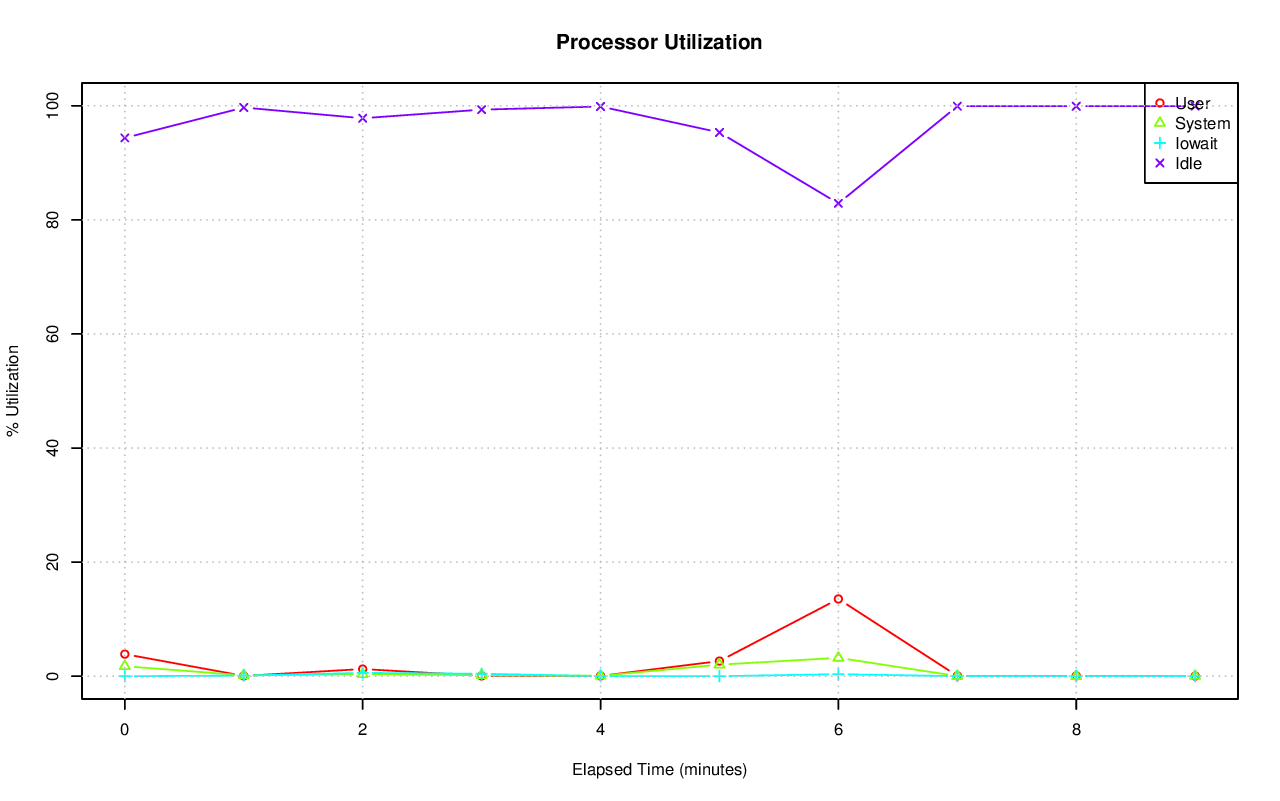 Processor Utilization
% Utilization
100
80
60
40
20
0
User
System
Iowait
Idle
0 2 4 6 8
Elapsed Time (minutes)